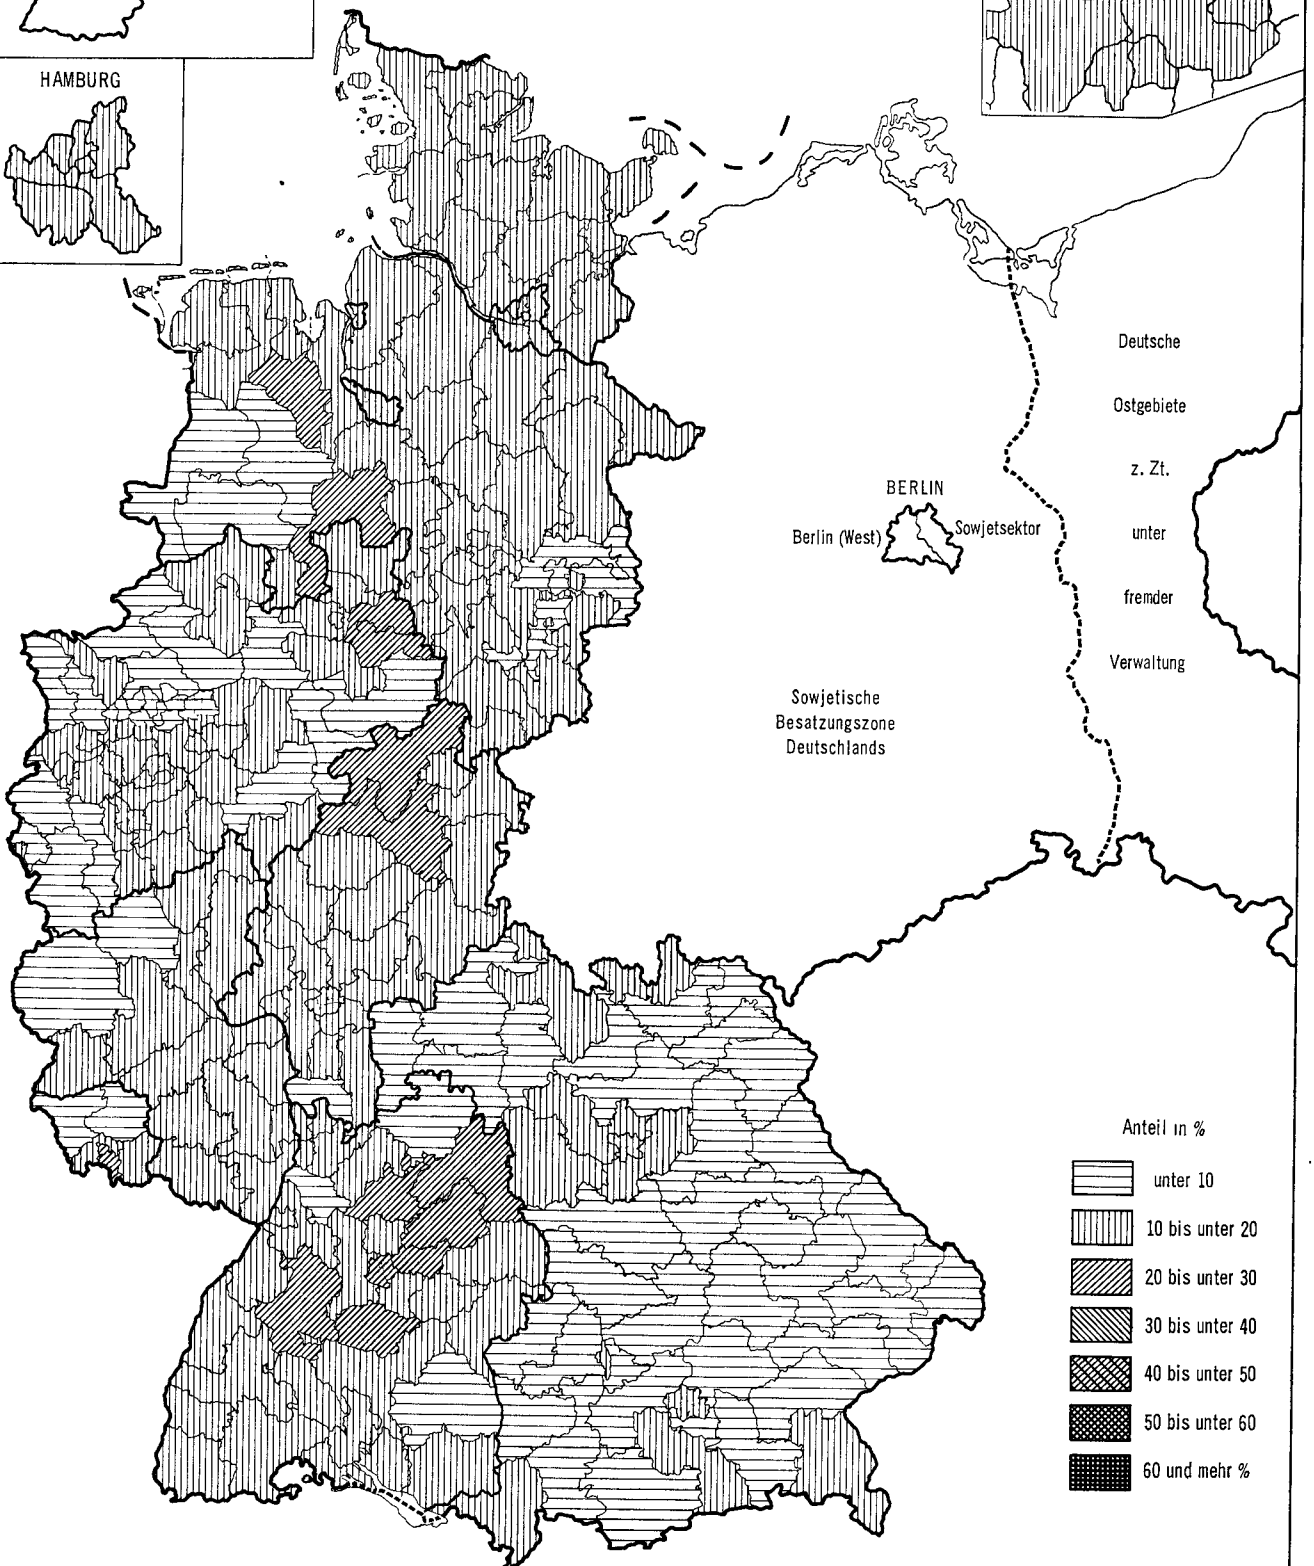 HAMBURG
Deutsche
Ostgebiete
z. Zt.
unter
fremder
Verwaltung
BERLIN
Berlin (West)
Sowjetsektor
Sowjetische
Besatzungszone
Deutschlands
Anteil in %
unter 10
10 bis unter 20
20 bis unter 30
30 bis unter 40
40 bis unter 50
50 bis unter 60
60 und mehr %